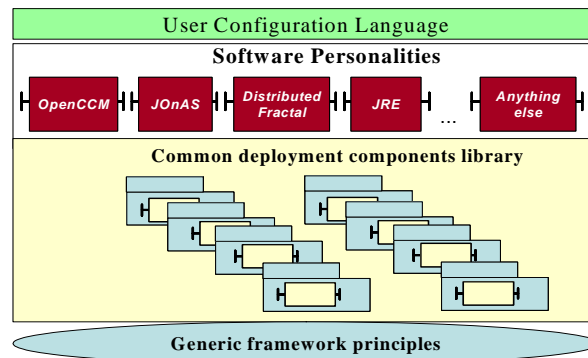 User Configuration Language
Software Personalities
OpenCCM
JOnAS
Distributed
Fractal
JRE
...
Anything
else
Common deployment components library
Generic framework principles